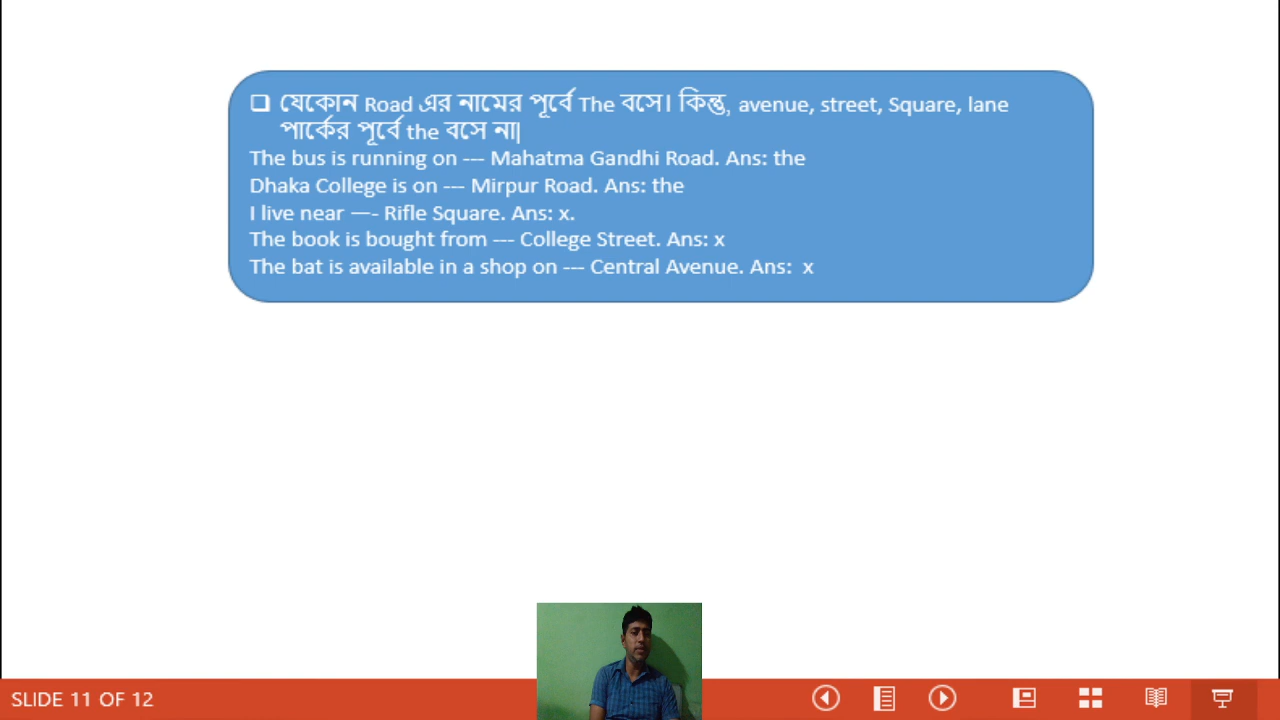 ❑ যেকোন Road এর নামের পূর্বে The বসে। কিন্তু, avenue, street, Square, lane
পার্কের পূর্বে the বসে না|
The bus is running on --- Mahatma Gandhi Road. Ans: the
Dhaka College is on --- Mirpur Road. Ans: the
I live near —- Rifle Square. Ans: x.
The book is bought from --- College Street. Ans: x
The bat is available in a shop on --- Central Avenue. Ans:  x
SLIDE 11 OF 12